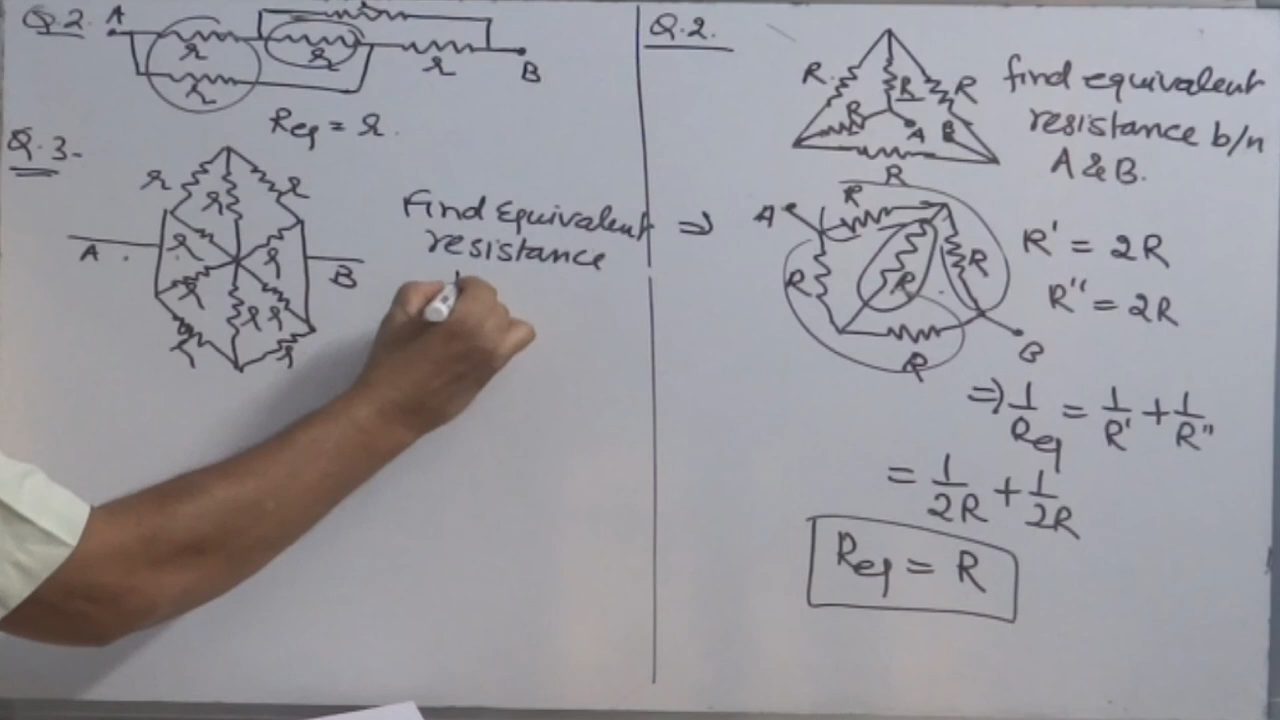 Q.2. A
r
r
r
r
B
Req = r.
Q.3.
r
r
r
r
r
A
r
r
B
r
r
r
r
Find Equivalent
resistance
Q.2.
R
R
R
R
A
B
R
find equivalent
resistance b/n
A & B.
⇒
A
R
R
R
R
R
B
R' = 2R
R'' = 2R
⇒ 1/Req = 1/R' + 1/R''
= 1/2R + 1/2R
Req = R